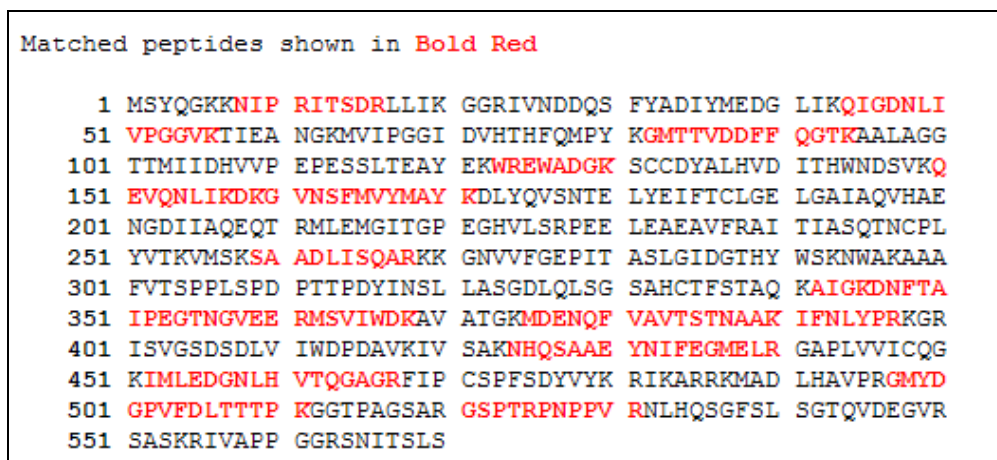 Matched peptides shown in Bold Red
1 MSYQGKKNIP RITSDRLLIK GGRIVNDDQS FYADIYMEDG LIKQIGDNLI
51 VPGGVKTIEA NGKMVIPGGI DVHTHFQMPY KGMTTVDDFF QGTKAALAGG
101 TTMIIDHVVP EPESSLTEAY EKWREWADGK SCCDYALHVD ITHWNDSVKQ
151 EVQNLIKDKG VNSFMVYMAY KDLYQVSNTE LYEIFTCLGE LGAIAQVHAE
201 NGDIIAQEQT RMLEMGITGP EGHVLSRPEE LEAEAVFRAI TIASQTNCPL
251 YVTKVMSKSA ADLISQARKK GNVVFGEPIT ASLGIDGTHY WSKNWAKAAA
301 FVTSPPLSPD PTTPDYINSL LASGDLQLSG SAHCTFSTAQ KAIGKDNFTA
351 IPEGTNGVEE RMSVIWDKAV ATGKMDENQF VAVTSTNAAK IFNLYPRKGR
401 ISVGSDSDLV IWDPDAVKIV SAKNHQSAAE YNIFEGMELR GAPLVVICQG
451 KIMLEDGNLH VTQGAGRFIP CSPFSDYVYK RIKARRKMAD LHAVPRGMYD
501 GPVFDLTTTP KGGTPAGSAR GSPTRPNPPV RNLHQSGFSL SGTQVDEGVR
551 SASKRIVAPP GGRSNITSLS